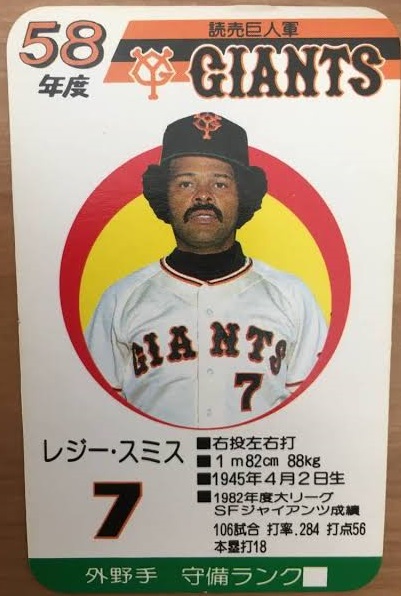 58
年度
読売巨人軍
YG GIANTS
YG
GIANTS
7
レジー・スミス
7
■右投左右打
■1m82cm 88kg
■1945年4月2日生
■1982年度大リーグ
SFジャイアンツ成績
106試合 打率.284 打点56
本塁打18
外野手 守備ランク